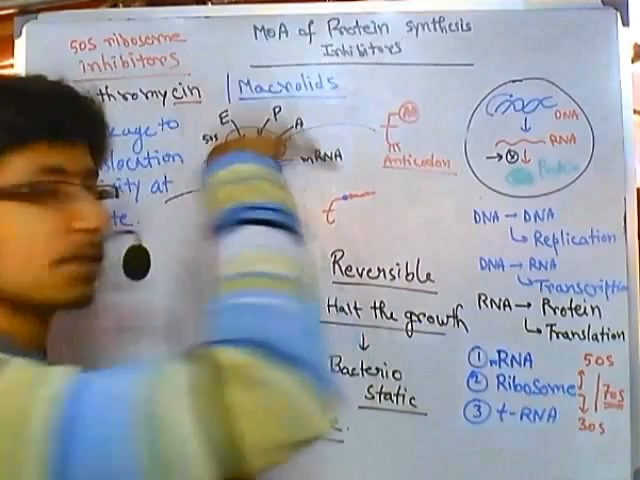 MOA of Protein synthesis
Inhibitors
50S ribosome
inhibitors
thromycin | Macrolids
E P A
50s
mRNA
M
Anticodon
t
kage to
slocation
ity at
te.
DNA
RNA
Protein
DNA → DNA
Replication
DNA → RNA
Transcription
RNA → Protein
Translation
Reversible
Halt the growth
↓
Bacterio
static
① mRNA
② Ribosome
③ t-RNA
50s
70s
30s